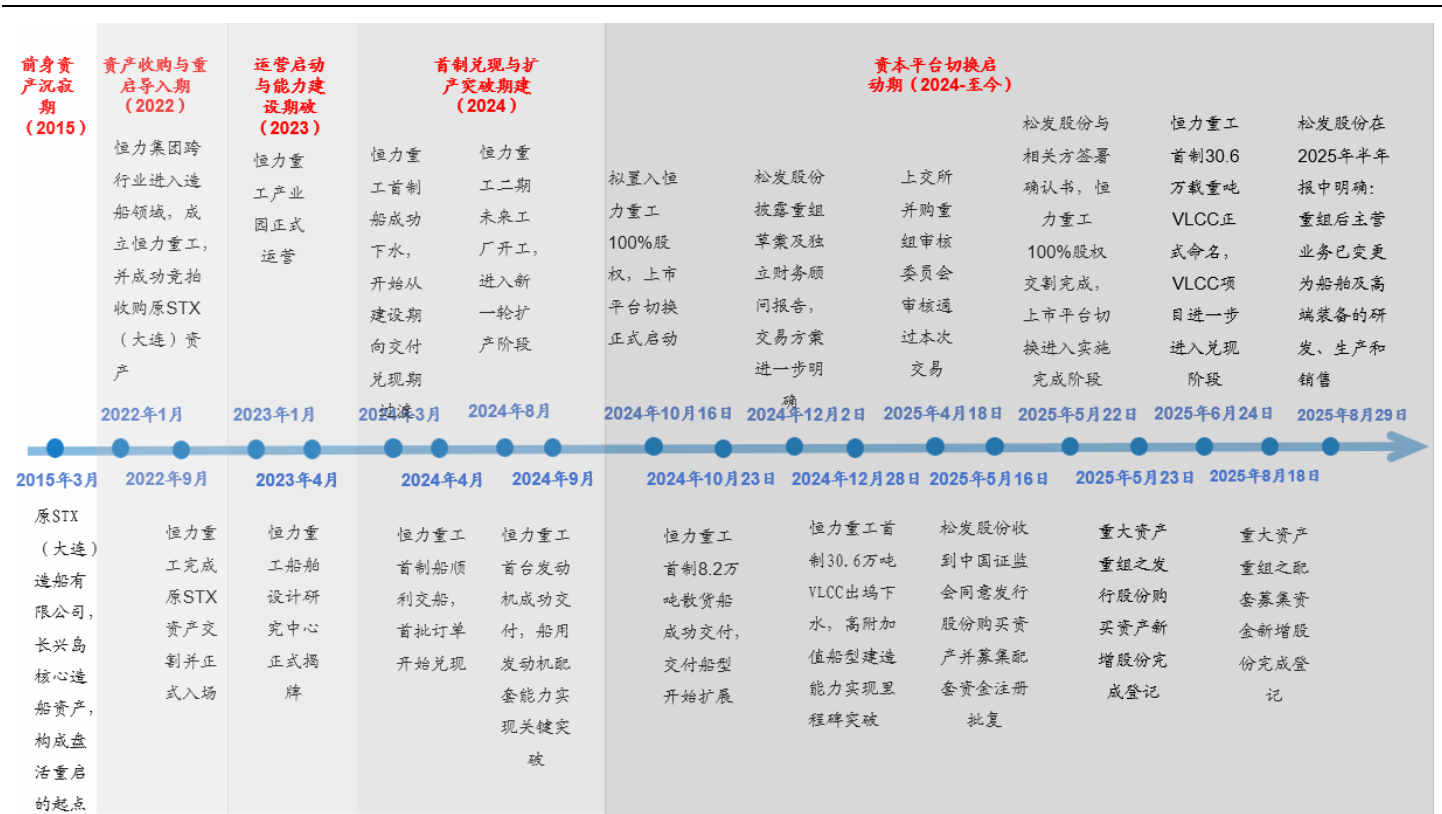 前身资
产沉寂
期
（2015）
资产收购与重
启导入期
（2022）
运营启动
与能力建
设期破
（2023）
首制兑现与扩
产突破期建
（2024）
资本平台切换启
动期（2024-至今）
恒力集团跨
行业进入造
船领域，成
立恒力重工，
并成功竞拍
收购原STX
（大连）资
产
恒力重
工产业
园正式
运营
恒力重
工首制
船成功
下水，
开始从
建设期
向交付
兑现期
过渡
恒力重
工二期
未来工
厂开工，
进入新
一轮扩
产阶段
拟置入恒
力重工
100%股
权，上市
平台切换
正式启动
松发股份
披露重组
草案及独
立财务顾
问报告，
交易方案
进一步明
确
上交所
并购重
组审核
委员会
审核通
过本次
交易
松发股份与
相关方签署
确认书，恒
力重工
100%股权
交割完成，
上市平台切
换进入实施
完成阶段
恒力重工
首制30.6
万载重吨
VLCC正
式命名，
VLCC项
目进一步
进入兑现
阶段
松发股份在
2025年半年
报中明确：
重组后主营
业务已变更
为船舶及高
端装备的研
发、生产和
销售
2022年1月
2023年1月
2024年3月
2024年8月
2024年10月16日
2024年12月2日
2025年4月18日
2025年5月22日
2025年6月24日
2025年8月29日
2015年3月
2022年9月
2023年4月
2024年4月
2024年9月
2024年10月23日
2024年12月28日
2025年5月16日
2025年5月23日
2025年8月18日
原STX
（大连）
造船有
限公司，
长兴岛
核心造
船资产，
构成盘
活重启
的起点
恒力重
工完成
原STX
资产交
割并正
式入场
恒力重
工船舶
设计研
究中心
正式揭
牌
恒力重工
首制船顺
利交船，
首批订单
开始兑现
恒力重工
首台发动
机成功交
付，船用
发动机配
套能力实
现关键突
破
恒力重工
首制8.2万
吨散货船
成功交付，
交付船型
开始扩展
恒力重工首
制30.6万吨
VLCC出坞下
水，高附加
值船型建造
能力实现里
程碑突破
松发股份收
到中国证监
会同意发行
股份购买资
产并募集配
套资金注册
批复
重大资产
重组之发
行股份购
买资产新
增股份完
成登记
重大资产
重组之配
套募集资
金新增股
份完成登
记